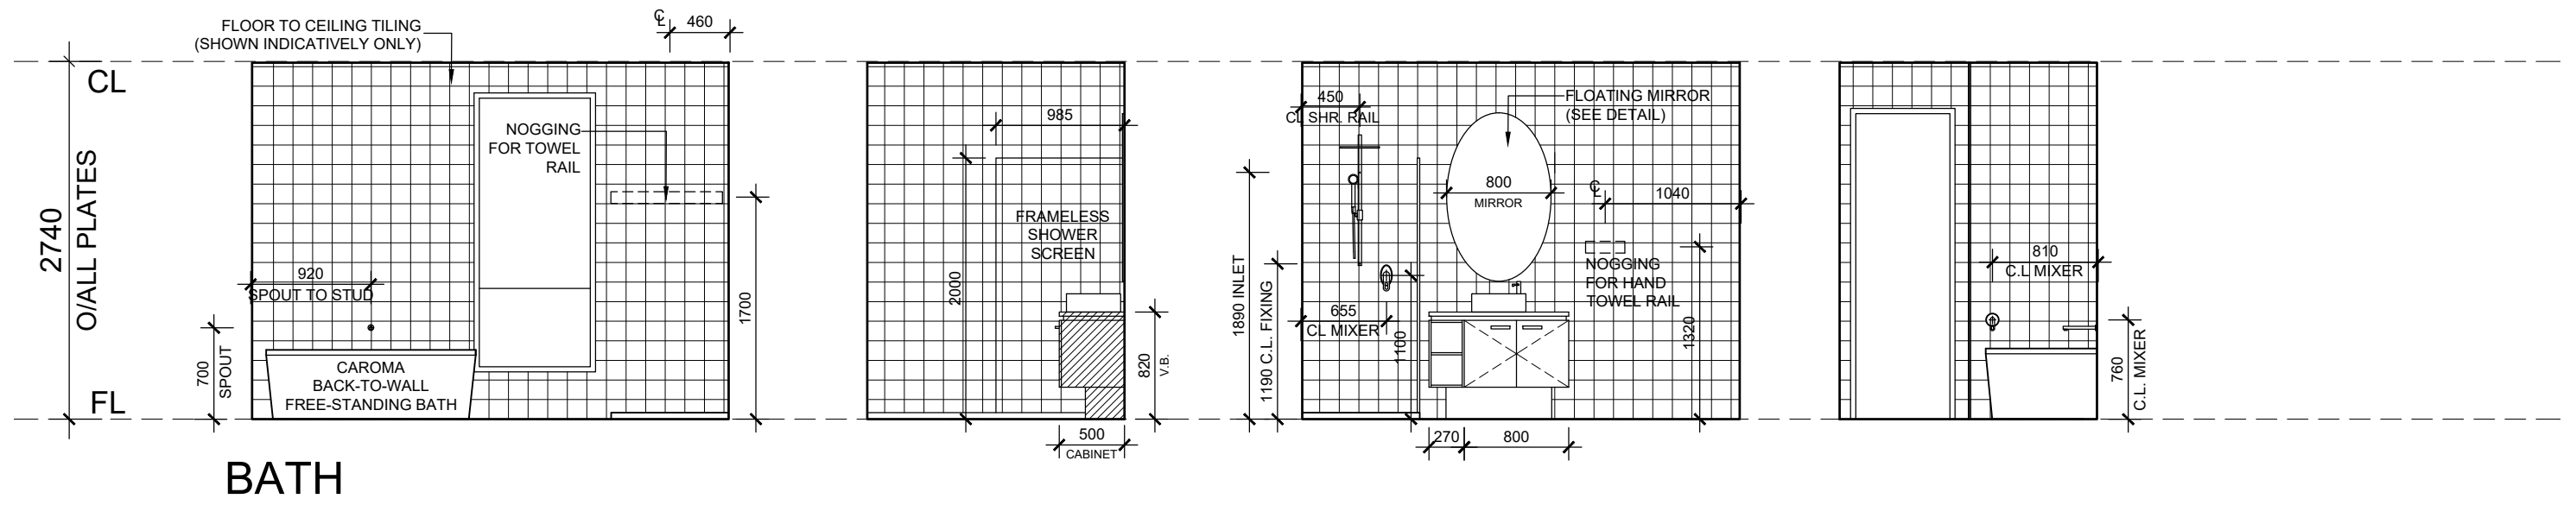 FLOOR TO CEILING TILING
(SHOWN INDICATIVELY ONLY)
℄ 460
CL
2740
O/ALL PLATES
FL
NOGGING
FOR TOWEL
RAIL
920
SPOUT TO STUD
700
SPOUT
CAROMA
BACK-TO-WALL
FREE-STANDING BATH
1700
BATH
985
FRAMELESS
SHOWER
SCREEN
2000
820
V.B.
500
CABINET
450
CL SHR. RAIL
FLOATING MIRROR
(SEE DETAIL)
800
MIRROR
℄ 1040
1890 INLET
1190 C.L. FIXING
NOGGING
FOR HAND
TOWEL RAIL
655
CL MIXER
1100
1320
270
800
810
C.L MIXER
760
C.L. MIXER